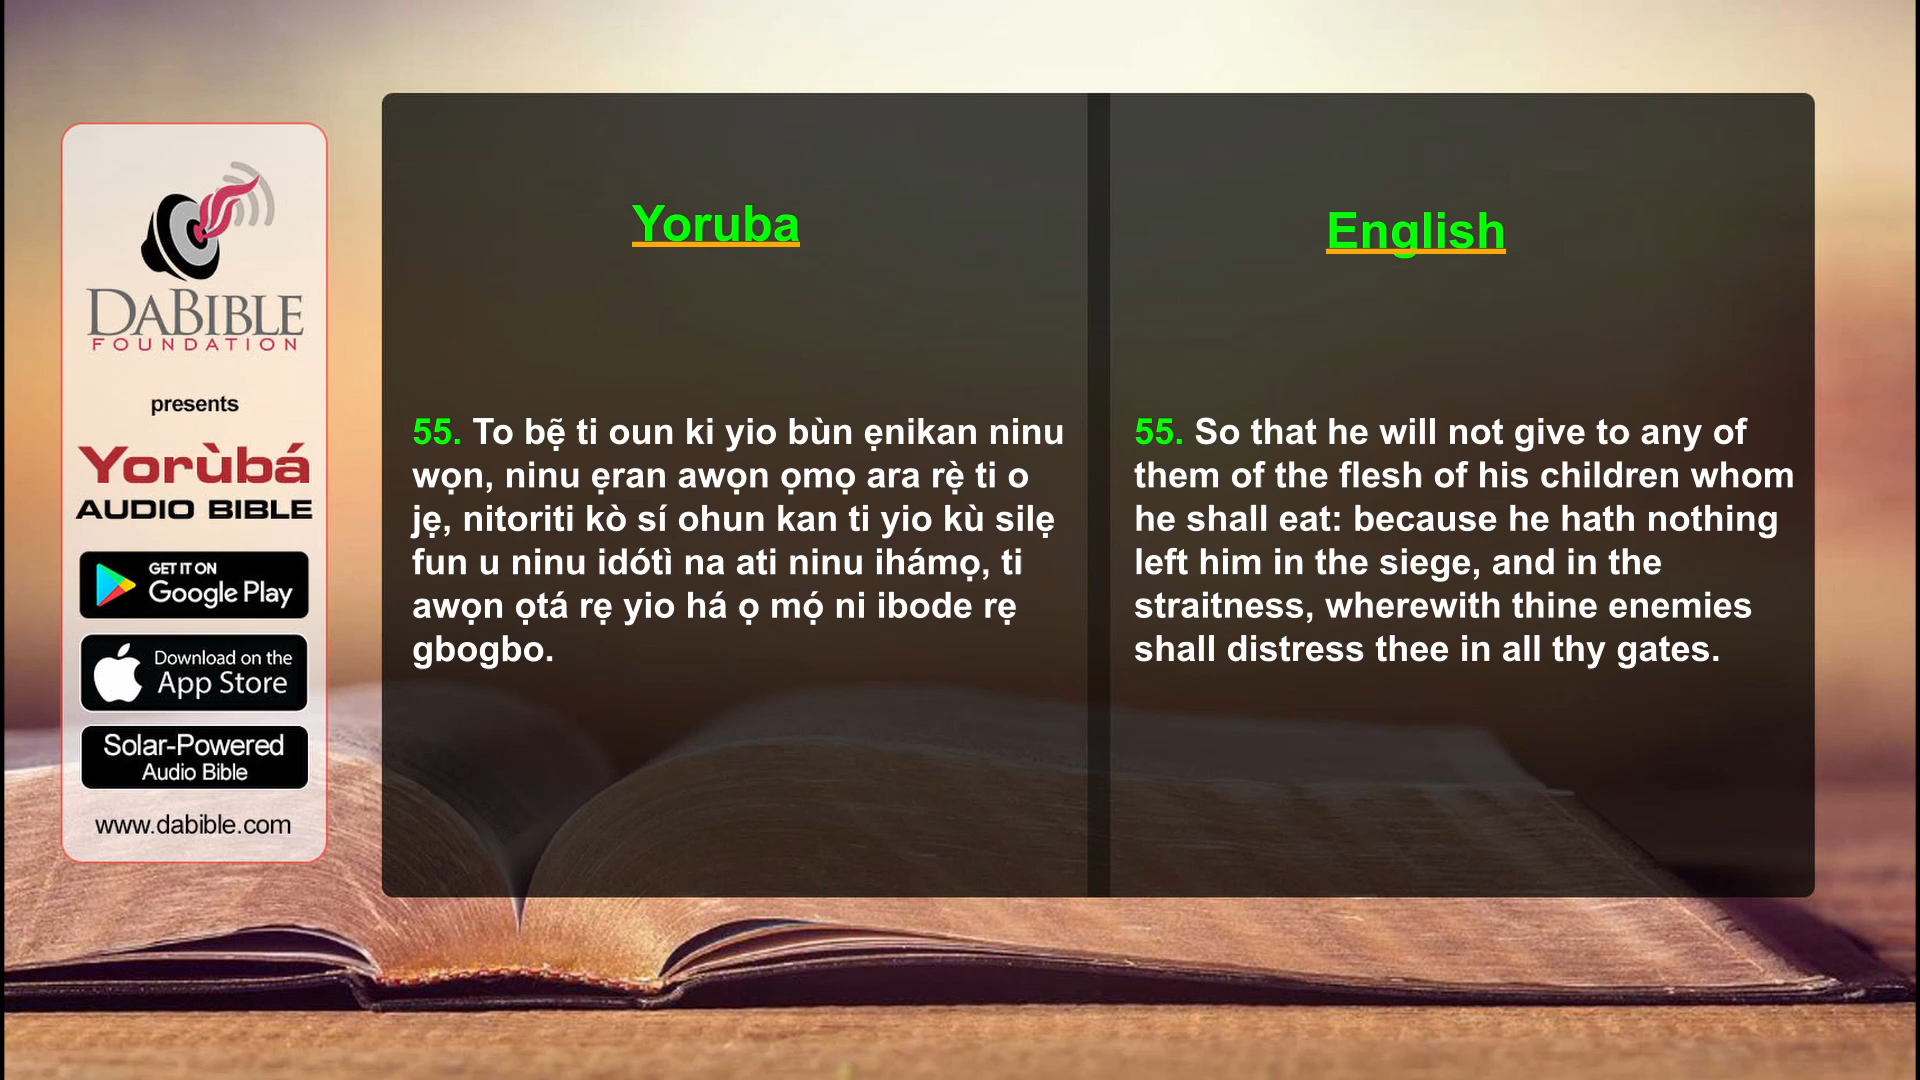 DABIBLE
FOUNDATION
presents
Yorùbá
AUDIO BIBLE
GET IT ON
Google Play
Download on the
App Store
Solar-Powered
Audio Bible
www.dabible.com
Yoruba
55. To bẹ̃ ti oun ki yio bùn ẹnikan ninu
wọn, ninu ẹran awọn ọmọ ara rẹ̀ ti o
jẹ, nitoriti kò sí ohun kan ti yio kù silẹ
fun u ninu idótì na ati ninu ihámọ, ti
awọn ọtá rẹ yio há ọ mọ́ ni ibode rẹ
gbogbo.
English
55. So that he will not give to any of
them of the flesh of his children whom
he shall eat: because he hath nothing
left him in the siege, and in the
straitness, wherewith thine enemies
shall distress thee in all thy gates.